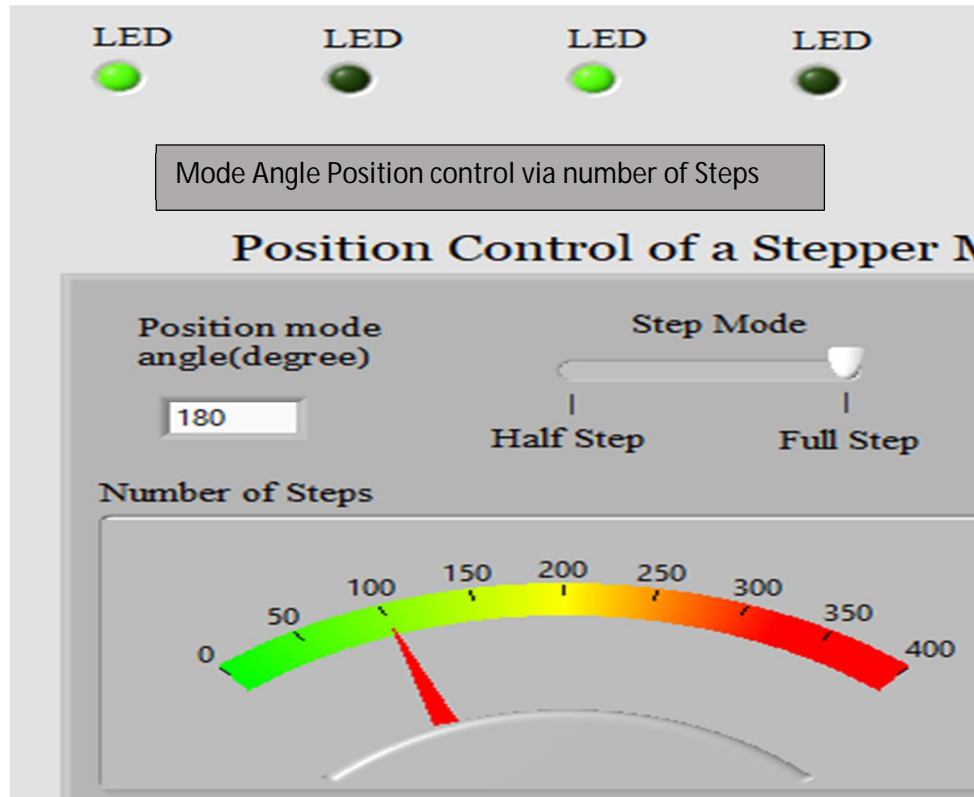 LED LED LED LED
Mode Angle Position control via number of Steps
Position Control of a Stepper
Position mode
angle(degree)
180
Step Mode
Half Step Full Step
Number of Steps
0 50 100 150 200 250 300 350 400